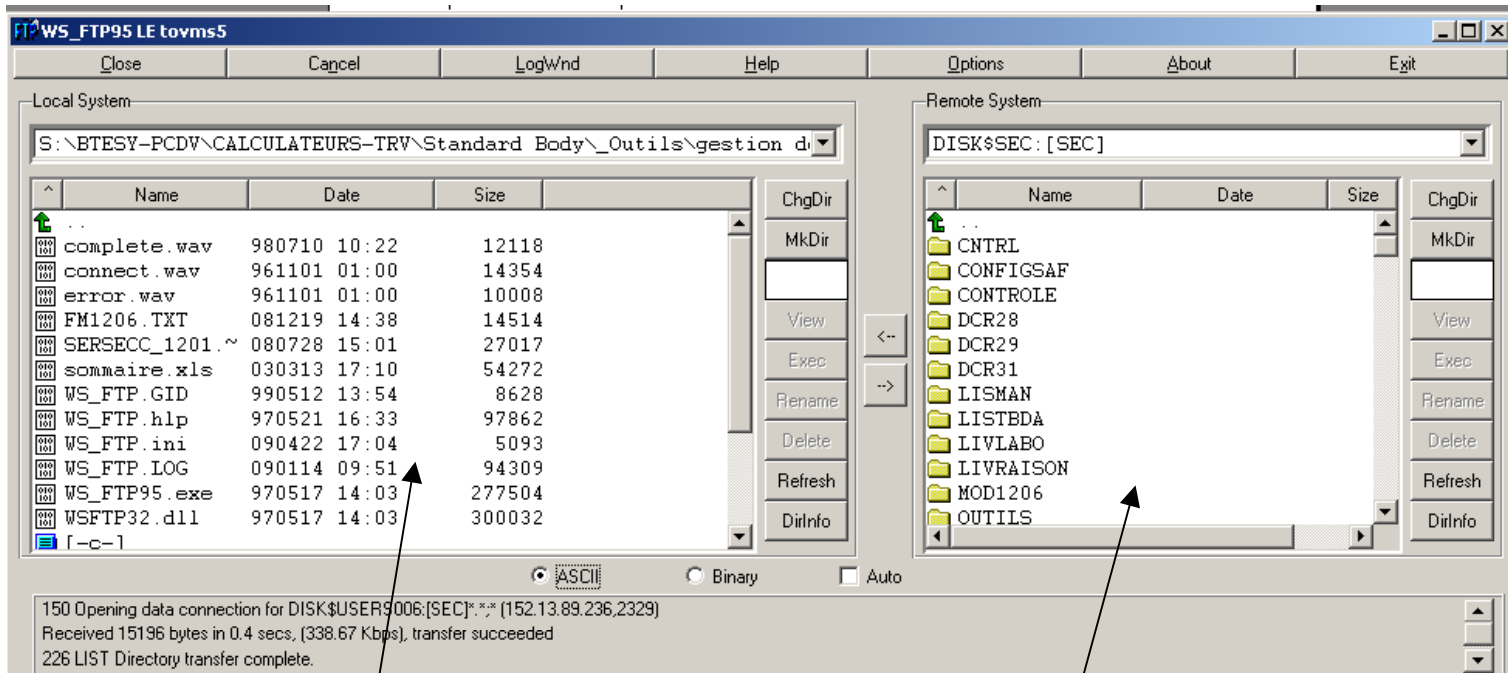 WS_FTP95 LE tovms5
Close Cancel LogWnd Help Options About Exit
Local System
S:\BTESY-PCDV\CALCULATEURS-TRV\Standard Body\_Outils\gestion d
^ Name Date Size
ChgDir
..
MkDir
complete.wav 980710 10:22 12118
connect.wav 961101 01:00 14354
error.wav 961101 01:00 10008
FM1206.TXT 081219 14:38 14514
View
SERSECC_1201.~ 080728 15:01 27017
Exec
sommaire.xls 030313 17:10 54272
WS_FTP.GID 990512 13:54 8628
Rename
WS_FTP.hlp 970521 16:33 97862
WS_FTP.ini 090422 17:04 5093
Delete
WS_FTP.LOG 090114 09:51 94309
Refresh
WS_FTP95.exe 970517 14:03 277504
WSFTP32.dll 970517 14:03 300032
DirInfo
[-c-]
<--
-->
Remote System
DISK$SEC:[SEC]
^ Name Date Size
ChgDir
..
MkDir
CNTRL
CONFIGSAF
CONTROLE
DCR28
View
DCR29
DCR31
Exec
LISMAN
Rename
LISTBDA
LIVLABO
Delete
LIVRAISON
Refresh
MOD1206
OUTILS
DirInfo
ASCII Binary Auto
150 Opening data connection for DISK$USERS006:[SEC]*.*;* (152.13.89.236,2329)
Received 15196 bytes in 0.4 secs, (338.67 Kbps), transfer succeeded
226 LIST Directory transfer complete.